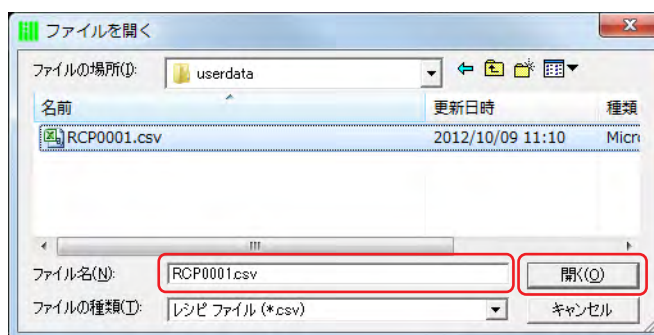 ファイルを開く
ファイルの場所(I): userdata
名前 更新日時 種類
RCP0001.csv 2012/10/09 11:10 Micr
ファイル名(N): RCP0001.csv 開く(O)
ファイルの種類(T): レシピ ファイル (*.csv) キャンセル